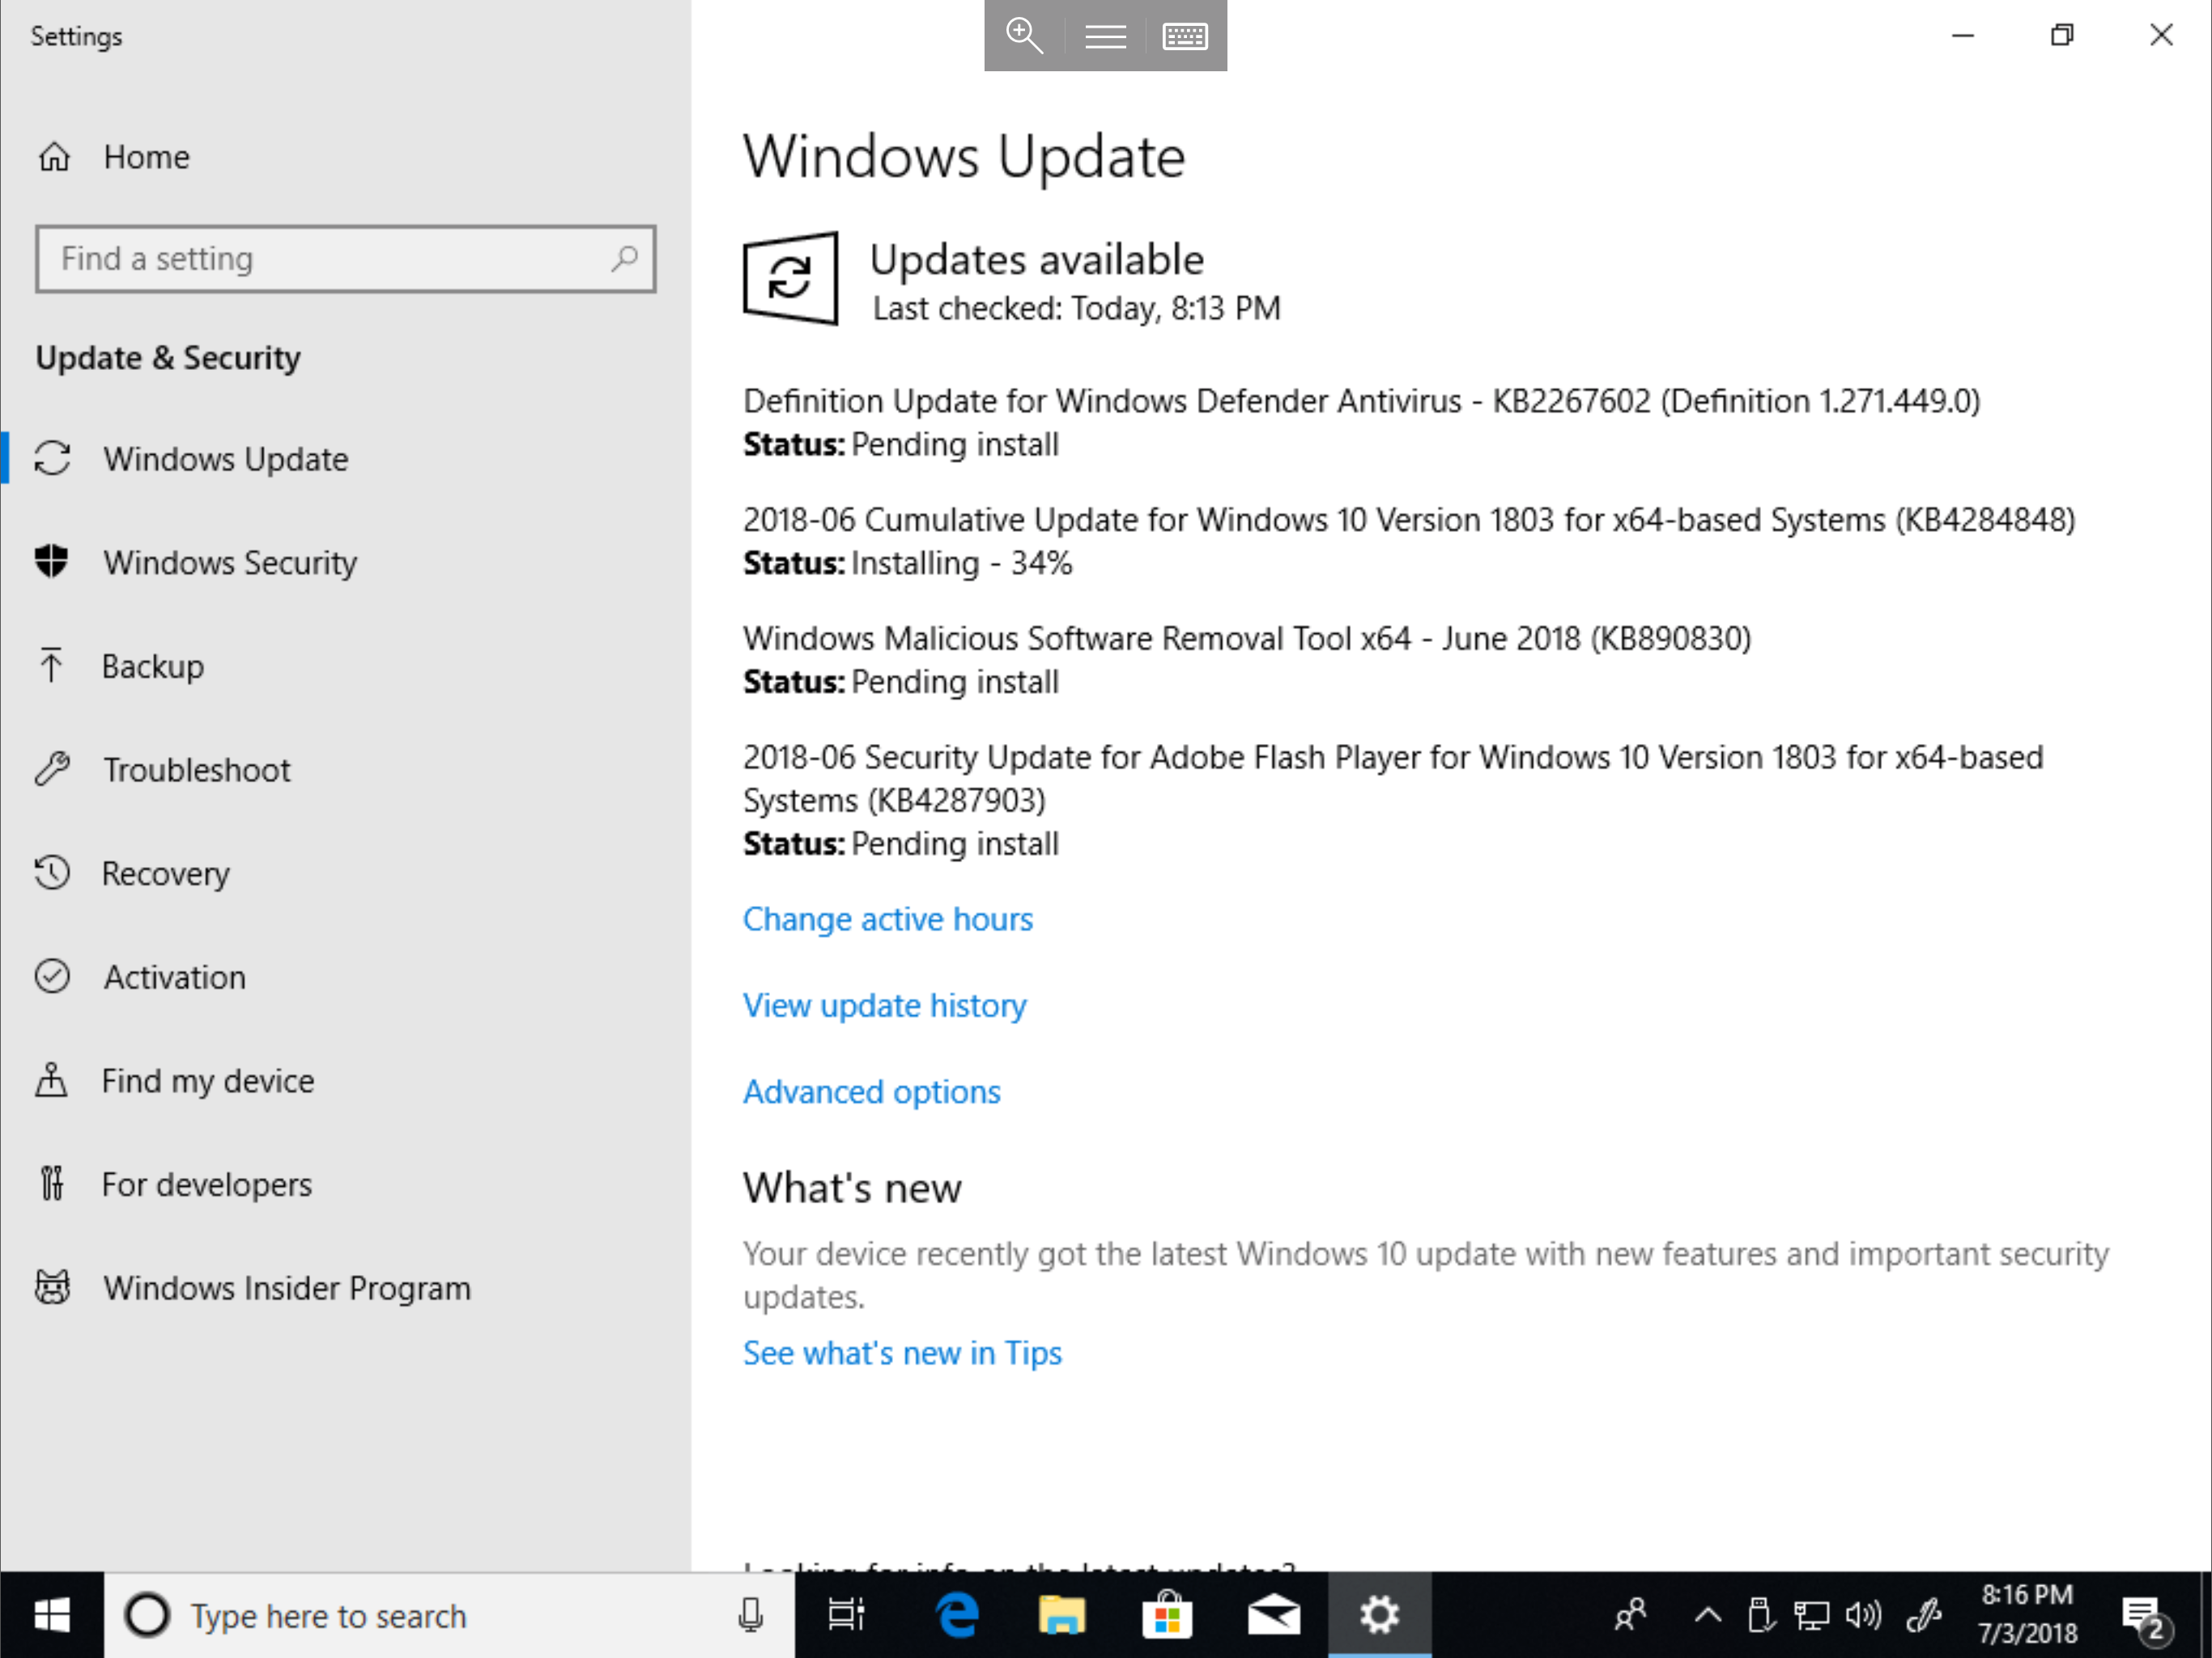 Settings
Home
Find a setting
Update & Security
Windows Update
Windows Security
Backup
Troubleshoot
Recovery
Activation
Find my device
For developers
Windows Insider Program
Windows Update
Updates available
Last checked: Today, 8:13 PM
Definition Update for Windows Defender Antivirus - KB2267602 (Definition 1.271.449.0)
Status: Pending install
2018-06 Cumulative Update for Windows 10 Version 1803 for x64-based Systems (KB4284848)
Status: Installing - 34%
Windows Malicious Software Removal Tool x64 - June 2018 (KB890830)
Status: Pending install
2018-06 Security Update for Adobe Flash Player for Windows 10 Version 1803 for x64-based
Systems (KB4287903)
Status: Pending install
Change active hours
View update history
Advanced options
What's new
Your device recently got the latest Windows 10 update with new features and important security
updates.
See what's new in Tips
Looking for info on the latest updates?
Type here to search
8:16 PM
7/3/2018
2